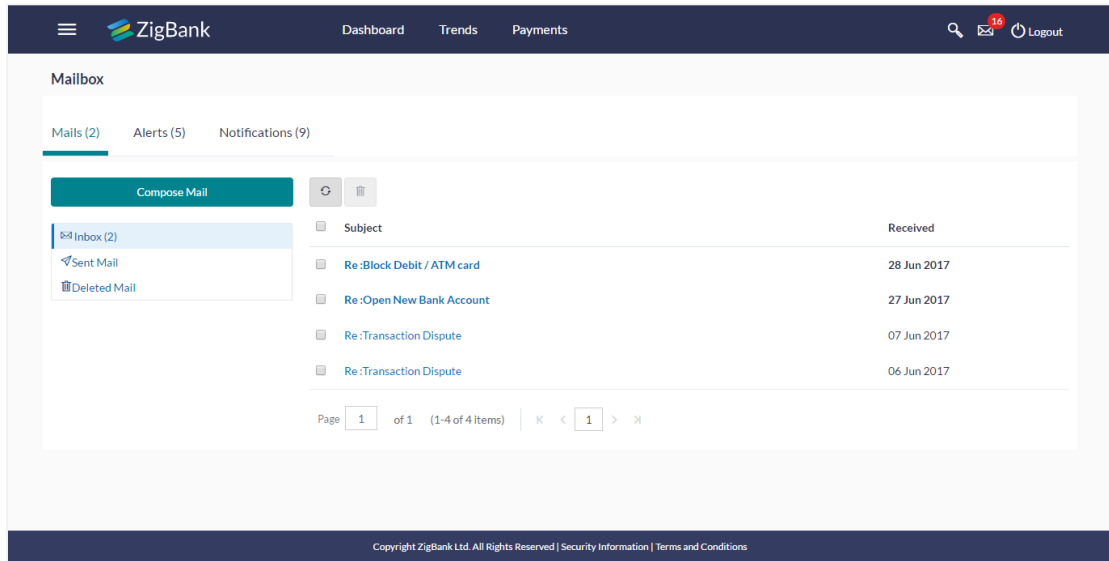 ZigBank Dashboard Trends Payments 16 Logout
Mailbox
Mails (2) Alerts (5) Notifications (9)
Compose Mail
Inbox (2)
Sent Mail
Deleted Mail
Subject Received
Re :Block Debit / ATM card 28 Jun 2017
Re :Open New Bank Account 27 Jun 2017
Re :Transaction Dispute 07 Jun 2017
Re :Transaction Dispute 06 Jun 2017
Page 1 of 1 (1-4 of 4 items) 1
Copyright ZigBank Ltd. All Rights Reserved | Security Information | Terms and Conditions